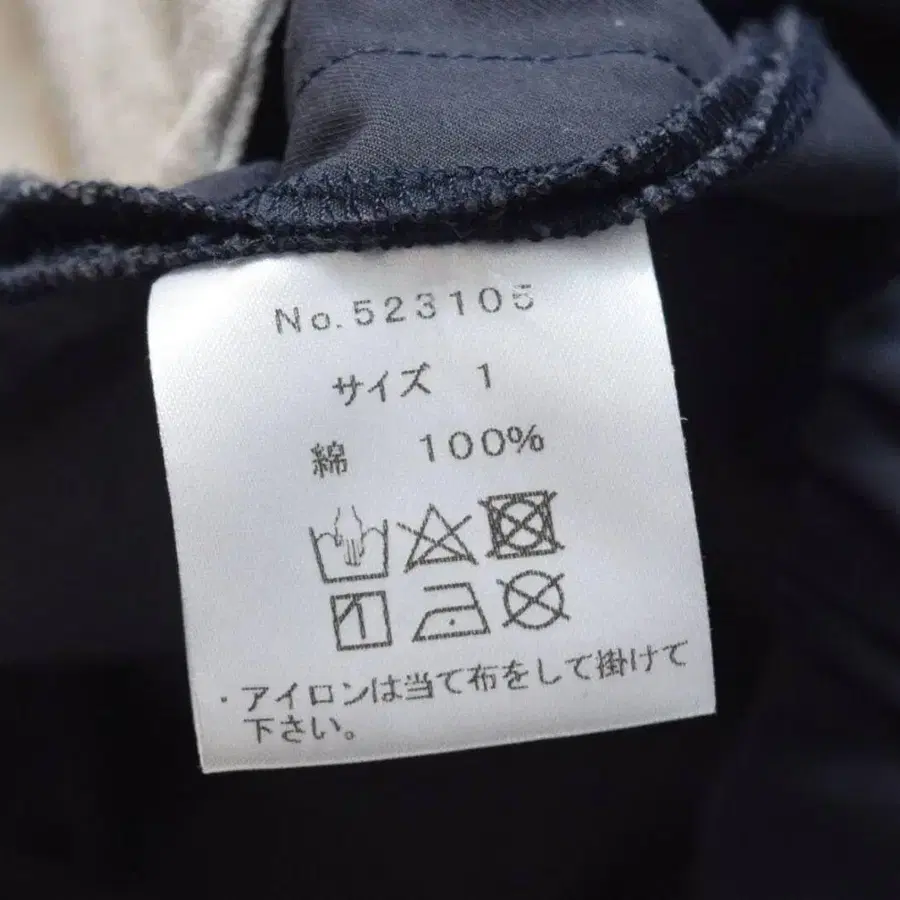 No.523105
サイズ 1
綿 100%
・アイロンは当て布をして掛けて
下さい。